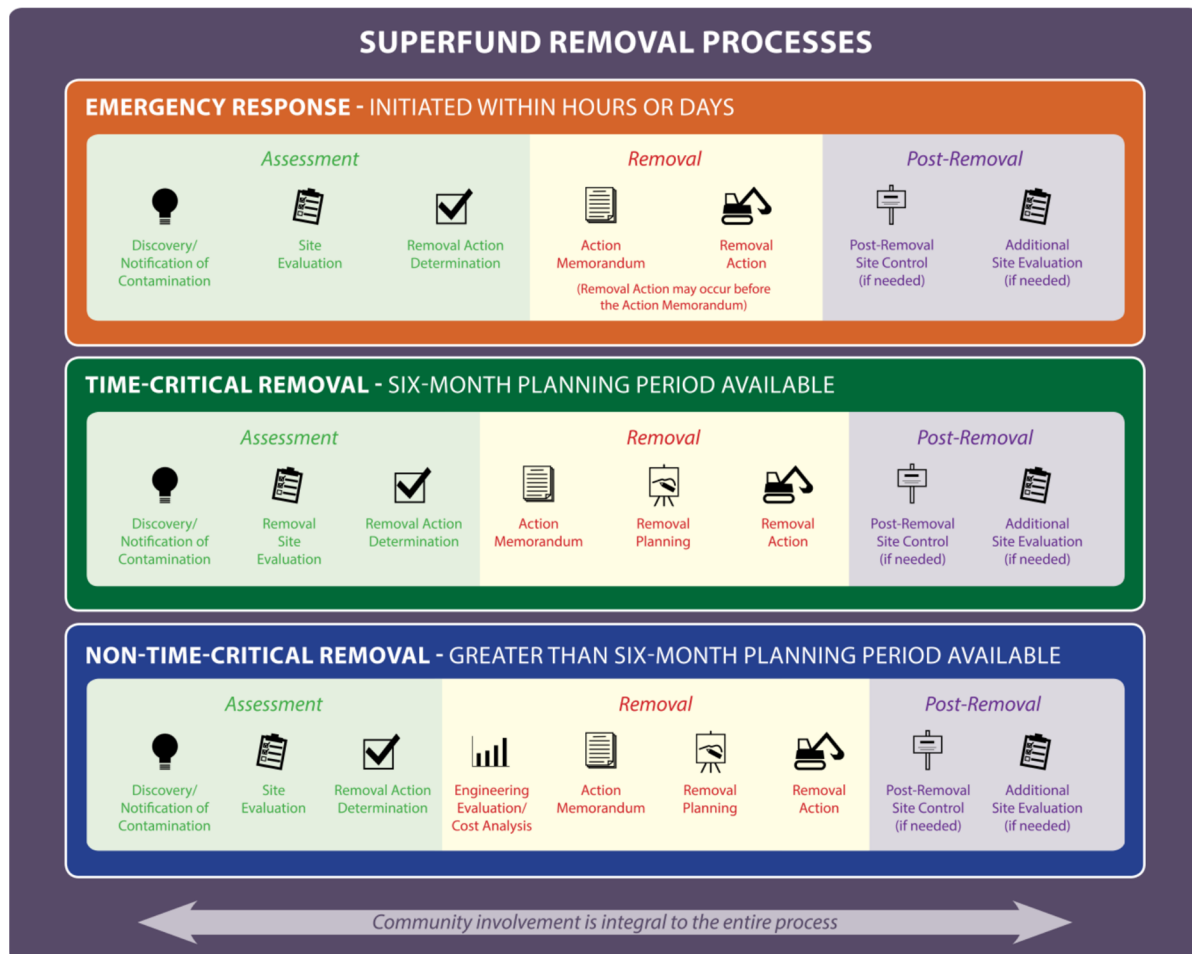 SUPERFUND REMOVAL PROCESSES
EMERGENCY RESPONSE - INITIATED WITHIN HOURS OR DAYS
Assessment
Discovery/
Notification of
Contamination
Site
Evaluation
Removal Action
Determination
Removal
Action
Memorandum
Removal
Action
(Removal Action may occur before
the Action Memorandum)
Post-Removal
Post-Removal
Site Control
(if needed)
Additional
Site Evaluation
(if needed)
TIME-CRITICAL REMOVAL - SIX-MONTH PLANNING PERIOD AVAILABLE
Assessment
Discovery/
Notification of
Contamination
Removal
Site
Evaluation
Removal Action
Determination
Removal
Action
Memorandum
Removal
Planning
Removal
Action
Post-Removal
Post-Removal
Site Control
(if needed)
Additional
Site Evaluation
(if needed)
NON-TIME-CRITICAL REMOVAL - GREATER THAN SIX-MONTH PLANNING PERIOD AVAILABLE
Assessment
Discovery/
Notification of
Contamination
Site
Evaluation
Removal Action
Determination
Removal
Engineering
Evaluation/
Cost Analysis
Action
Memorandum
Removal
Planning
Removal
Action
Post-Removal
Post-Removal
Site Control
(if needed)
Additional
Site Evaluation
(if needed)
Community involvement is integral to the entire process